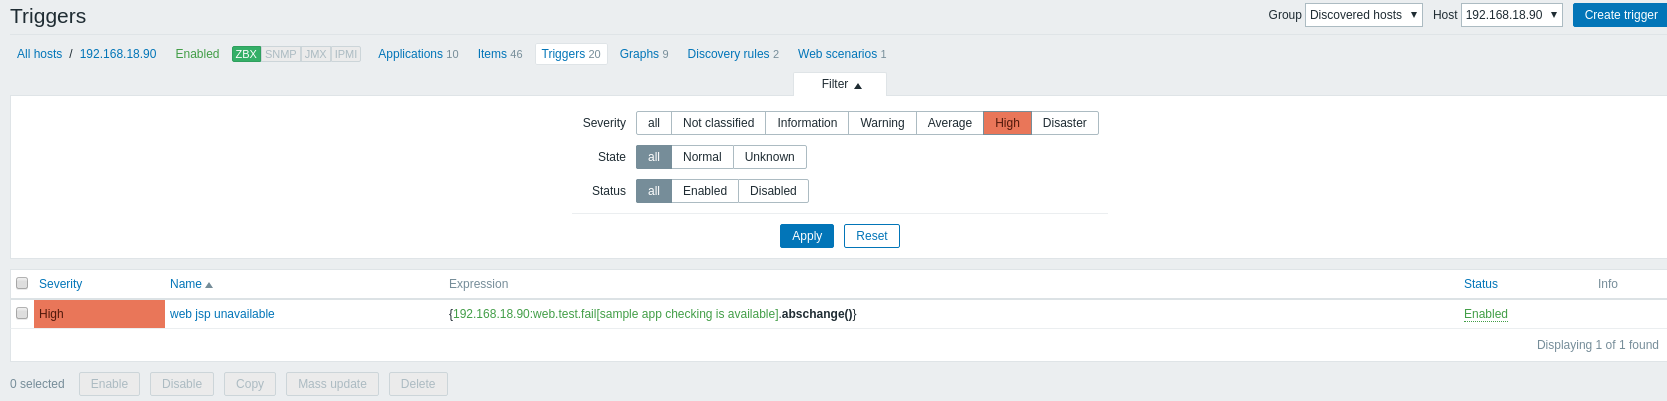 Triggers
Group Discovered hosts ▼ Host 192.168.18.90 ▼ Create trigger
All hosts / 192.168.18.90 Enabled ZBX SNMP JMX IPMI Applications 10 Items 46 Triggers 20 Graphs 9 Discovery rules 2 Web scenarios 1
Filter ▲
Severity all Not classified Information Warning Average High Disaster
State all Normal Unknown
Status all Enabled Disabled
Apply Reset
Severity Name ▲ Expression Status Info
High web jsp unavailable {192.168.18.90:web.test.fail[sample app checking is available].abschange()} Enabled
Displaying 1 of 1 found
0 selected Enable Disable Copy Mass update Delete